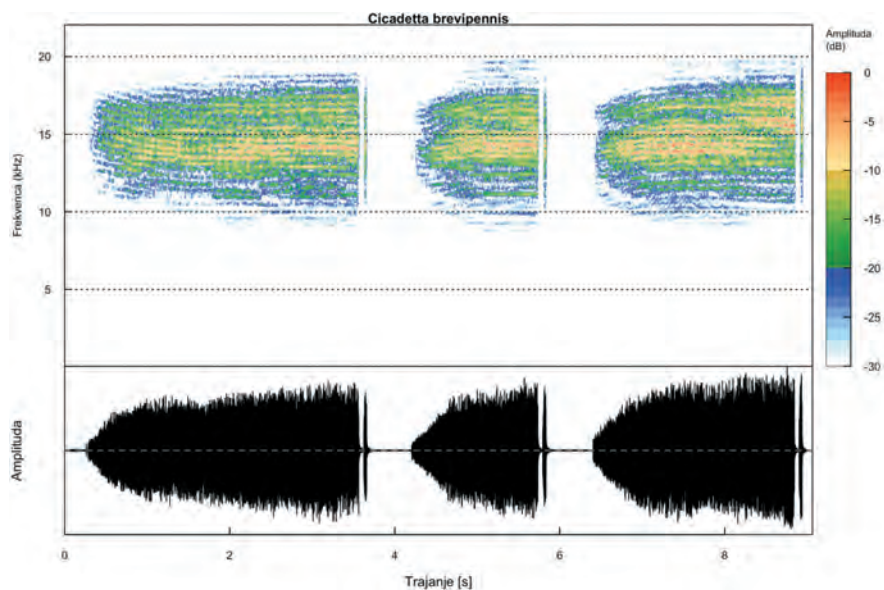 Cicadetta brevipennis
Amplituda
(dB)
20
15
10
5
Frekvenca (kHz)
0
-5
-10
-15
-20
-25
-30
Amplituda
0
2
4
6
8
Trajanje [s]